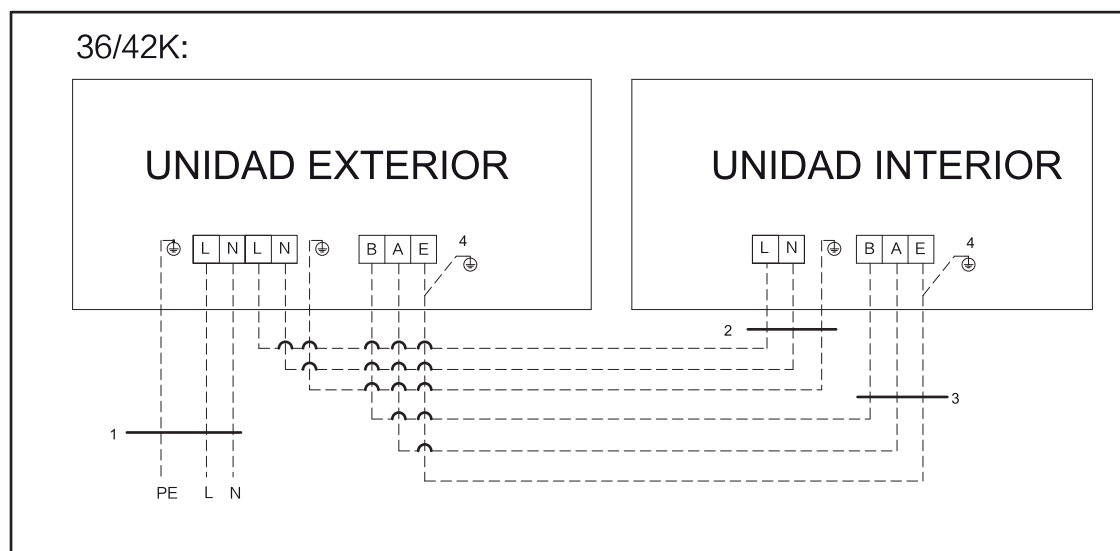 36/42K:
UNIDAD EXTERIOR
UNIDAD INTERIOR
L N L N
B A E
4
L N
B A E
4
2
3
1
PE L N